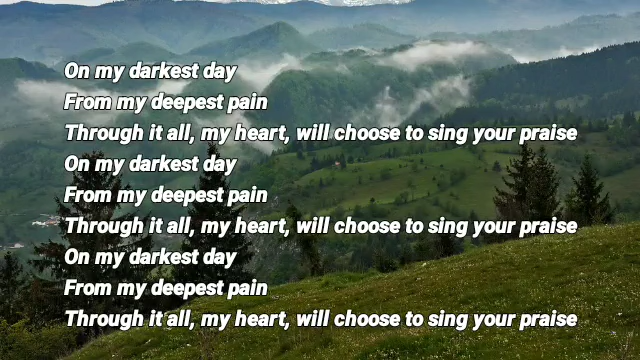 On my darkest day
From my deepest pain
Through it all, my heart, will choose to sing your praise
On my darkest day
From my deepest pain
Through it all, my heart, will choose to sing your praise
On my darkest day
From my deepest pain
Through it all, my heart, will choose to sing your praise